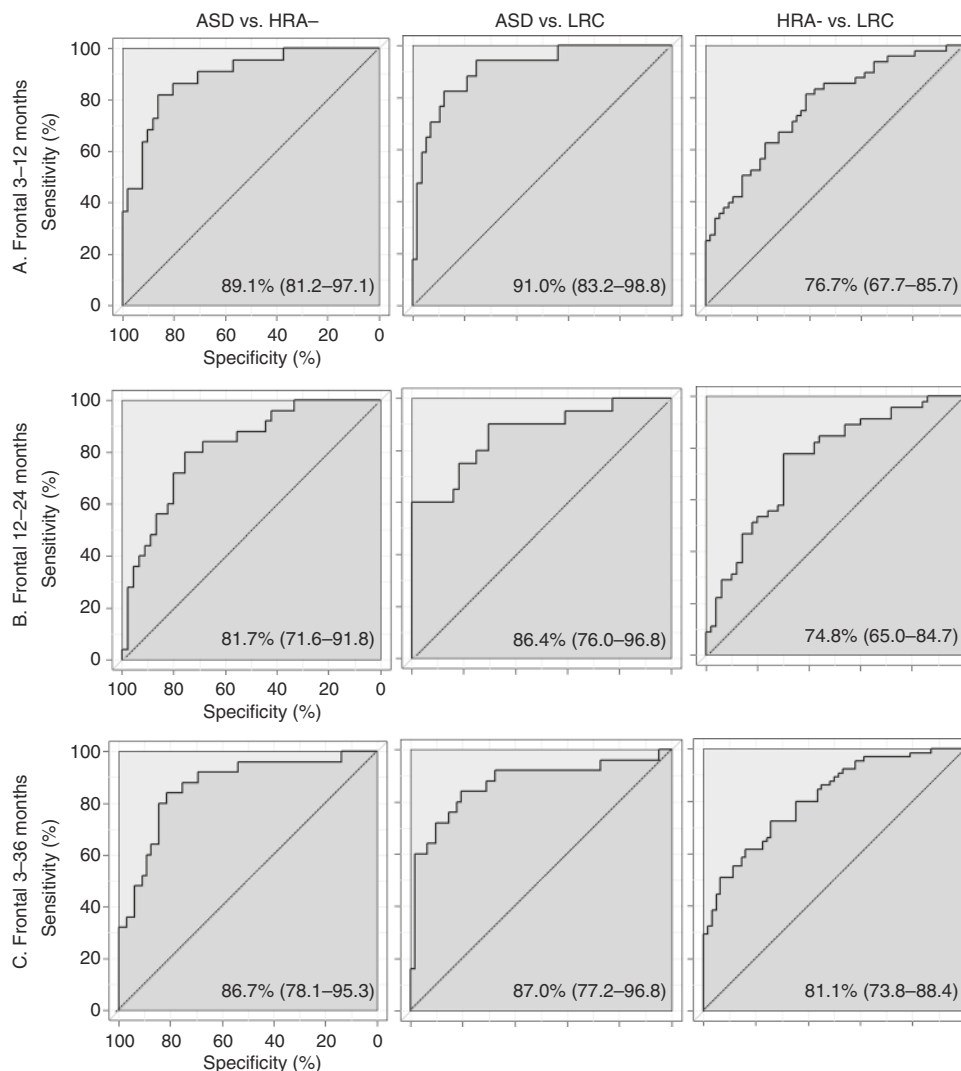 ASD vs. HRA–
ASD vs. LRC
HRA- vs. LRC
A. Frontal 3–12 months
Sensitivity (%)
100
80
60
40
20
0
89.1% (81.2–97.1)
91.0% (83.2–98.8)
76.7% (67.7–85.7)
100 80 60 40 20 0
Specificity (%)
B. Frontal 12–24 months
Sensitivity (%)
100
80
60
40
20
0
81.7% (71.6–91.8)
86.4% (76.0–96.8)
74.8% (65.0–84.7)
100 80 60 40 20 0
Specificity (%)
C. Frontal 3–36 months
Sensitivity (%)
100
80
60
40
20
0
86.7% (78.1–95.3)
87.0% (77.2–96.8)
81.1% (73.8–88.4)
100 80 60 40 20 0
Specificity (%)